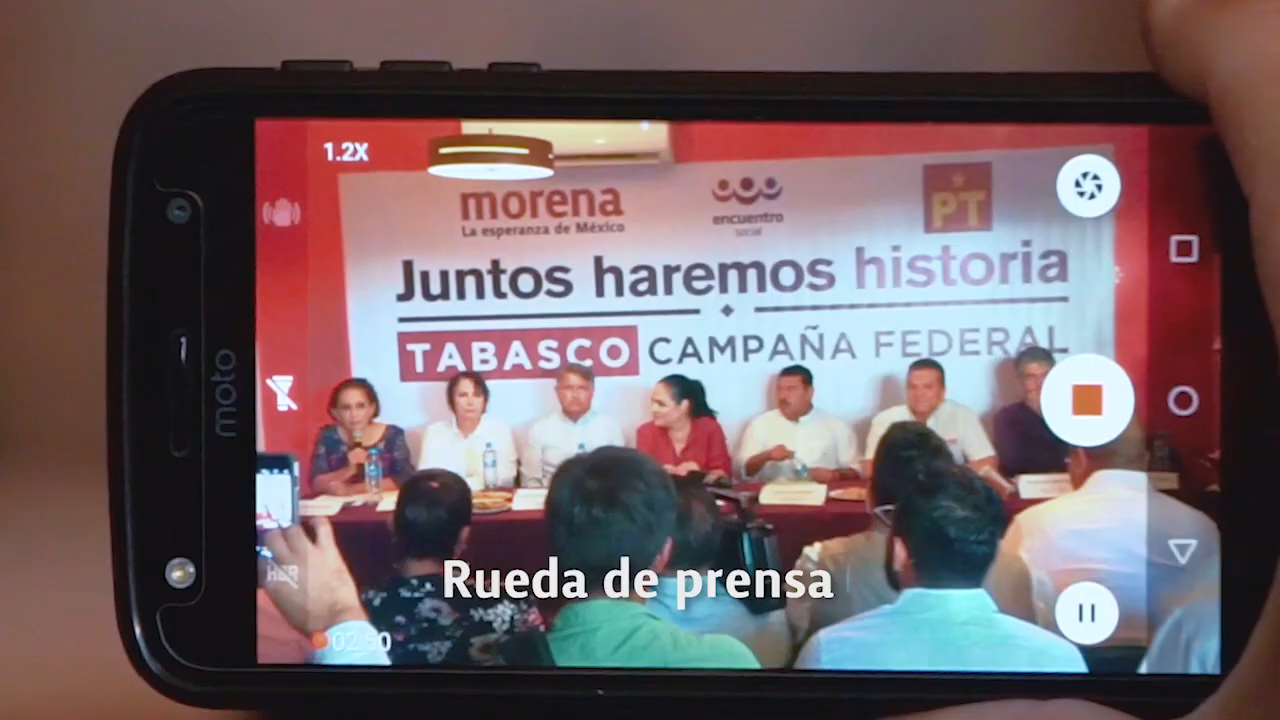 1.2X
morena
La esperanza de México
encuentro
social
PT
Juntos haremos historia
TABASCO CAMPAÑA FEDERAL
moto
Rueda de prensa
HDR
02:50